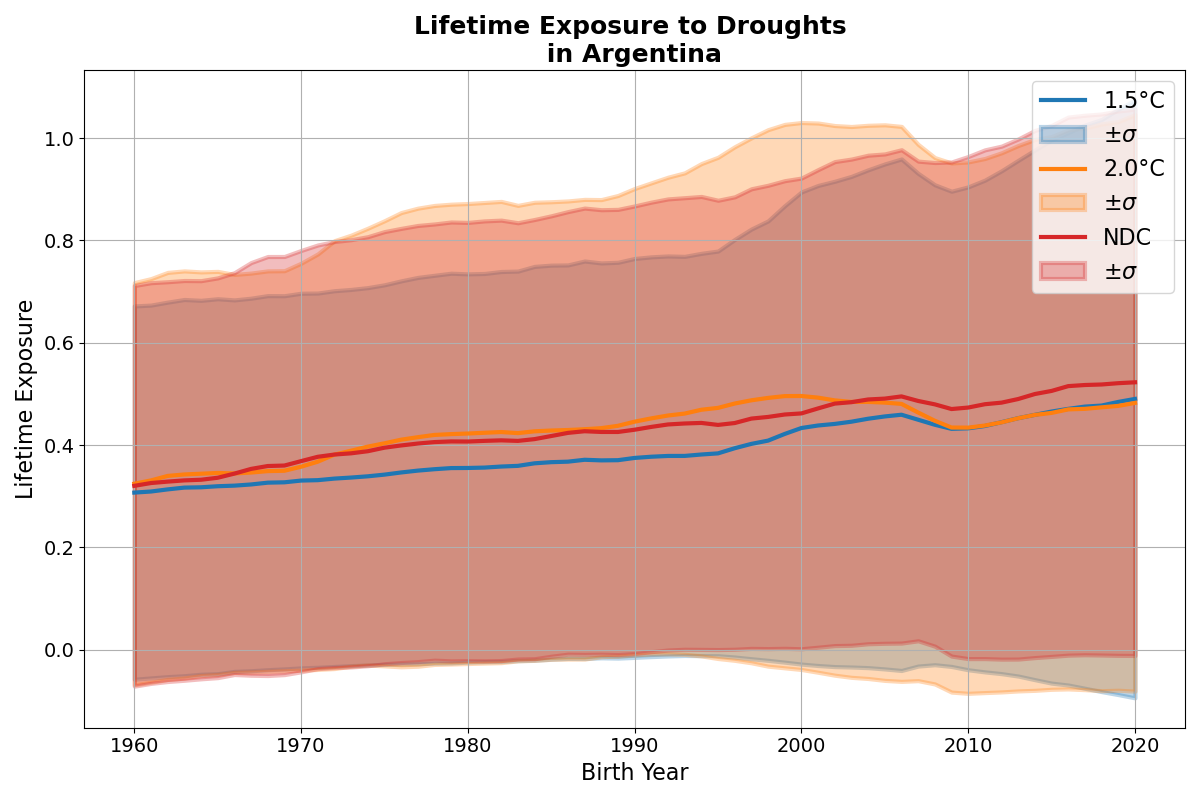 Lifetime Exposure to Droughts
in Argentina
1.5°C
±σ
2.0°C
±σ
NDC
±σ
Lifetime Exposure
1.0
0.8
0.6
0.4
0.2
0.0
1960 1970 1980 1990 2000 2010 2020
Birth Year